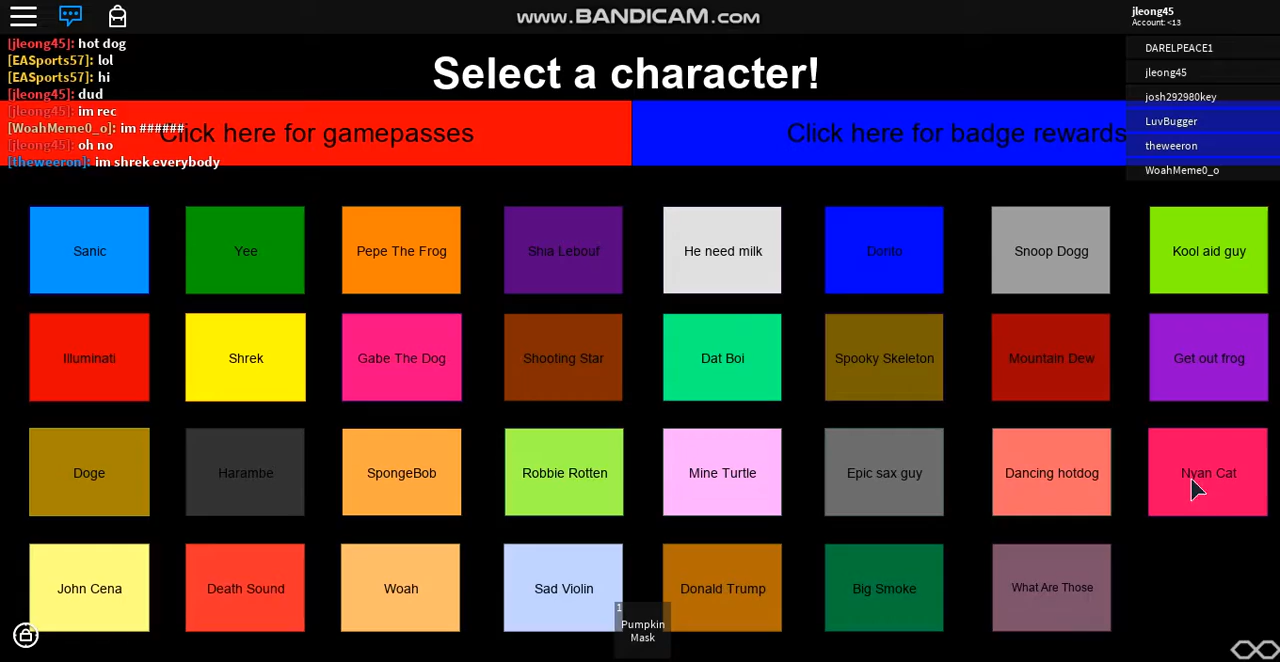 www.BANDICAM.com
jleong45
Account: <13
[jleong45]: hot dog
[EASports57]: lol
[EASports57]: hi
[jleong45]: dud
[jleong45]: im rec
[WoahMeme0_o]: im ######
[jleong45]: oh no
[theweeron]: im shrek everybody
Select a character!
Click here for gamepasses
Click here for badge rewards
DARELPEACE1
jleong45
josh292980key
LuvBugger
theweeron
WoahMeme0_o
Sanic
Yee
Pepe The Frog
Shia Lebouf
He need milk
Dorito
Snoop Dogg
Kool aid guy
Illuminati
Shrek
Gabe The Dog
Shooting Star
Dat Boi
Spooky Skeleton
Mountain Dew
Get out frog
Doge
Harambe
SpongeBob
Robbie Rotten
Mine Turtle
Epic sax guy
Dancing hotdog
Nyan Cat
John Cena
Death Sound
Woah
Sad Violin
Donald Trump
Big Smoke
What Are Those
1
Pumpkin
Mask